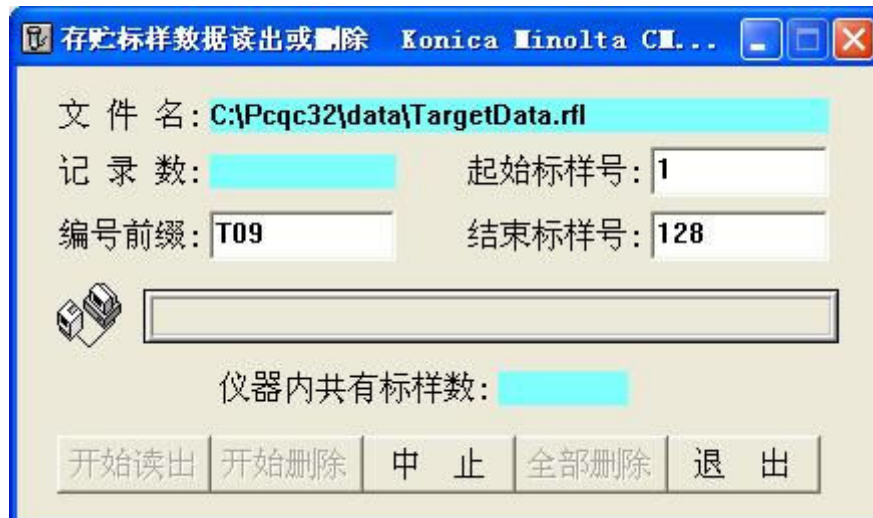 存贮标样数据读出或删除 Konica Minolta CM...
文件名: C:\Pcqc32\data\TargetData.rfl
记录数: 起始标样号: 1
编号前缀: T09 结束标样号: 128
仪器内共有标样数:
开始读出 开始删除 中止 全部删除 退出